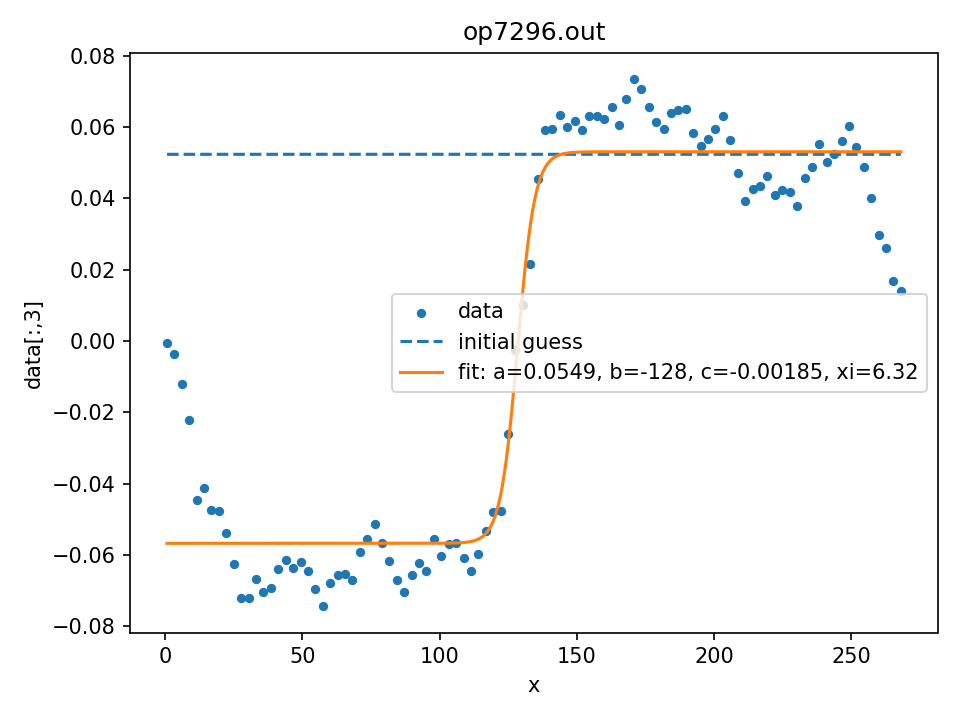 op7296.out
0.08
0.06
0.04
0.02
0.00
−0.02
−0.04
−0.06
−0.08
data[:,3]
data
initial guess
fit: a=0.0549, b=-128, c=-0.00185, xi=6.32
0 50 100 150 200 250
x